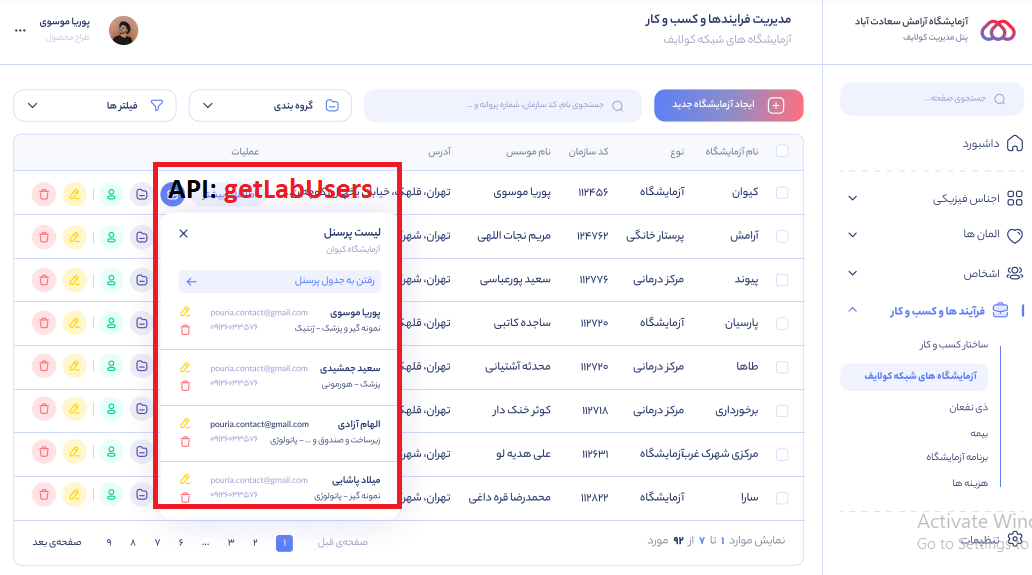 آزمایشگاه آرامش سعادت آباد
پنل مدیریت کولایف
مدیریت فرایندها و کسب و کار
آزمایشگاه های شبکه کولایف
پوریا موسوی
طراح محصول
جستجوی صفحه...
داشبورد
اجناس فیزیکی
المان ها
اشخاص
فرآیند ها و کسب و کار
ساختار کسب و کار
آزمایشگاه های شبکه کولایف
ذی نفعان
بیمه
برنامه آزمایشگاه
هزینه ها
تنظیمات
ایجاد آزمایشگاه جدید
جستجوی نام، کد سازمان، شماره پروانه و ...
گروه بندی
فیلتر ها
نام آزمایشگاه نوع کد سازمان نام موسس آدرس عملیات
کیوان آزمایشگاه ۱۱۲۴۵۶ پوریا موسوی تهران، قلهک، خیابان
آرامش پرستار خانگی ۱۲۴۷۶۲ مریم نجات اللهی تهران، شهر
پیوند مرکز درمانی ۱۱۲۷۷۶ سعید پورعباسی تهران، شهر
پارسیان آزمایشگاه ۱۱۲۷۲۰ ساجده کاتبی تهران، قلهک
طاها مرکز درمانی ۱۱۲۷۲۰ محدثه آشتیانی تهران، قلهک
برخورداری مرکز درمانی ۱۱۲۷۱۸ کوثر خنک دار تهران، قلهک
مرکزی شهرک غرب آزمایشگاه ۱۱۲۶۳۱ علی هدیه لو تهران، شهر
سارا آزمایشگاه ۱۱۲۸۲۲ محمدرضا قره داغی تهران، شهر
API: getLabUsers
لیست پرسنل
آزمایشگاه کیوان
رفتن به جدول پرسنل
پوریا موسوی pouria.contact@gmail.com
نمونه گیر و پزشک - ژنتیک ۰۹۱۲۶۰۳۳۵۷۶
سعید جمشیدی pouria.contact@gmail.com
پزشک - هورمونی ۰۹۱۲۶۰۳۳۵۷۶
الهام آزادی pouria.contact@gmail.com
زیرساخت و صندوق و ... - پاتولوژی ۰۹۱۲۶۰۳۳۵۷۶
میلاد پاشایی pouria.contact@gmail.com
نمونه گیر - پاتولوژی ۰۹۱۲۶۰۳۳۵۷۶
نمایش موارد ۱ تا ۷ از ۹۲ مورد
صفحه‌ی قبل ۱ ۲ ۳ ... ۶ ۷ ۸ ۹ صفحه‌ی بعد
Activate Win
Go to Settings to